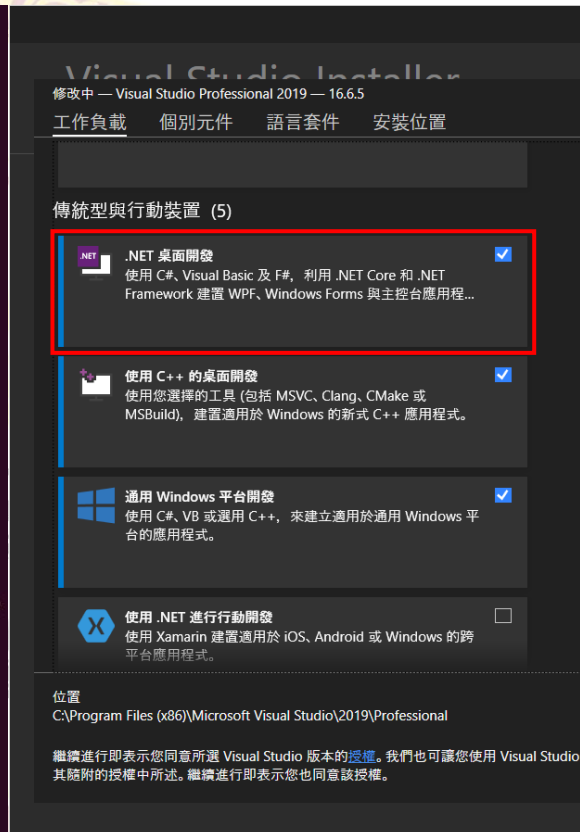 Visual Studio Installer
修改中 — Visual Studio Professional 2019 — 16.6.5
工作負載 個別元件 語言套件 安裝位置
傳統型與行動裝置 (5)
.NET
.NET 桌面開發
使用 C#、Visual Basic 及 F#，利用 .NET Core 和 .NET
Framework 建置 WPF、Windows Forms 與主控台應用程...
使用 C++ 的桌面開發
使用您選擇的工具 (包括 MSVC、Clang、CMake 或
MSBuild)，建置適用於 Windows 的新式 C++ 應用程式。
通用 Windows 平台開發
使用 C#、VB 或選用 C++，來建立適用於通用 Windows 平
台的應用程式。
使用 .NET 進行行動開發
使用 Xamarin 建置適用於 iOS、Android 或 Windows 的跨
平台應用程式。
位置
C:\Program Files (x86)\Microsoft Visual Studio\2019\Professional
繼續進行即表示您同意所選 Visual Studio 版本的授權。我們也可讓您使用 Visual Studio
其隨附的授權中所述。繼續進行即表示您也同意該授權。